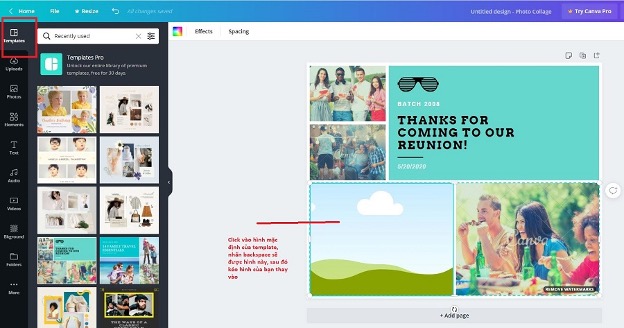 Home
File
Resize
All changes saved
Untitled design - Photo Collage
Try Canva Pro
Templates
Uploads
Photos
Elements
Text
Audio
Videos
Bkground
Folders
More
Recently used
Templates Pro
Unlock our entire library of premium
templates, free for 30 days
Effects
Spacing
BATCH 2008
THANKS FOR
COMING TO OUR
REUNION!
5/20/2020
Click vào hình mặc
định của template,
nhấn backspace sẽ
được hình này, sau đó
kéo hình của bạn thay
vào
Canva
REMOVE WATERMARKS
+ Add page